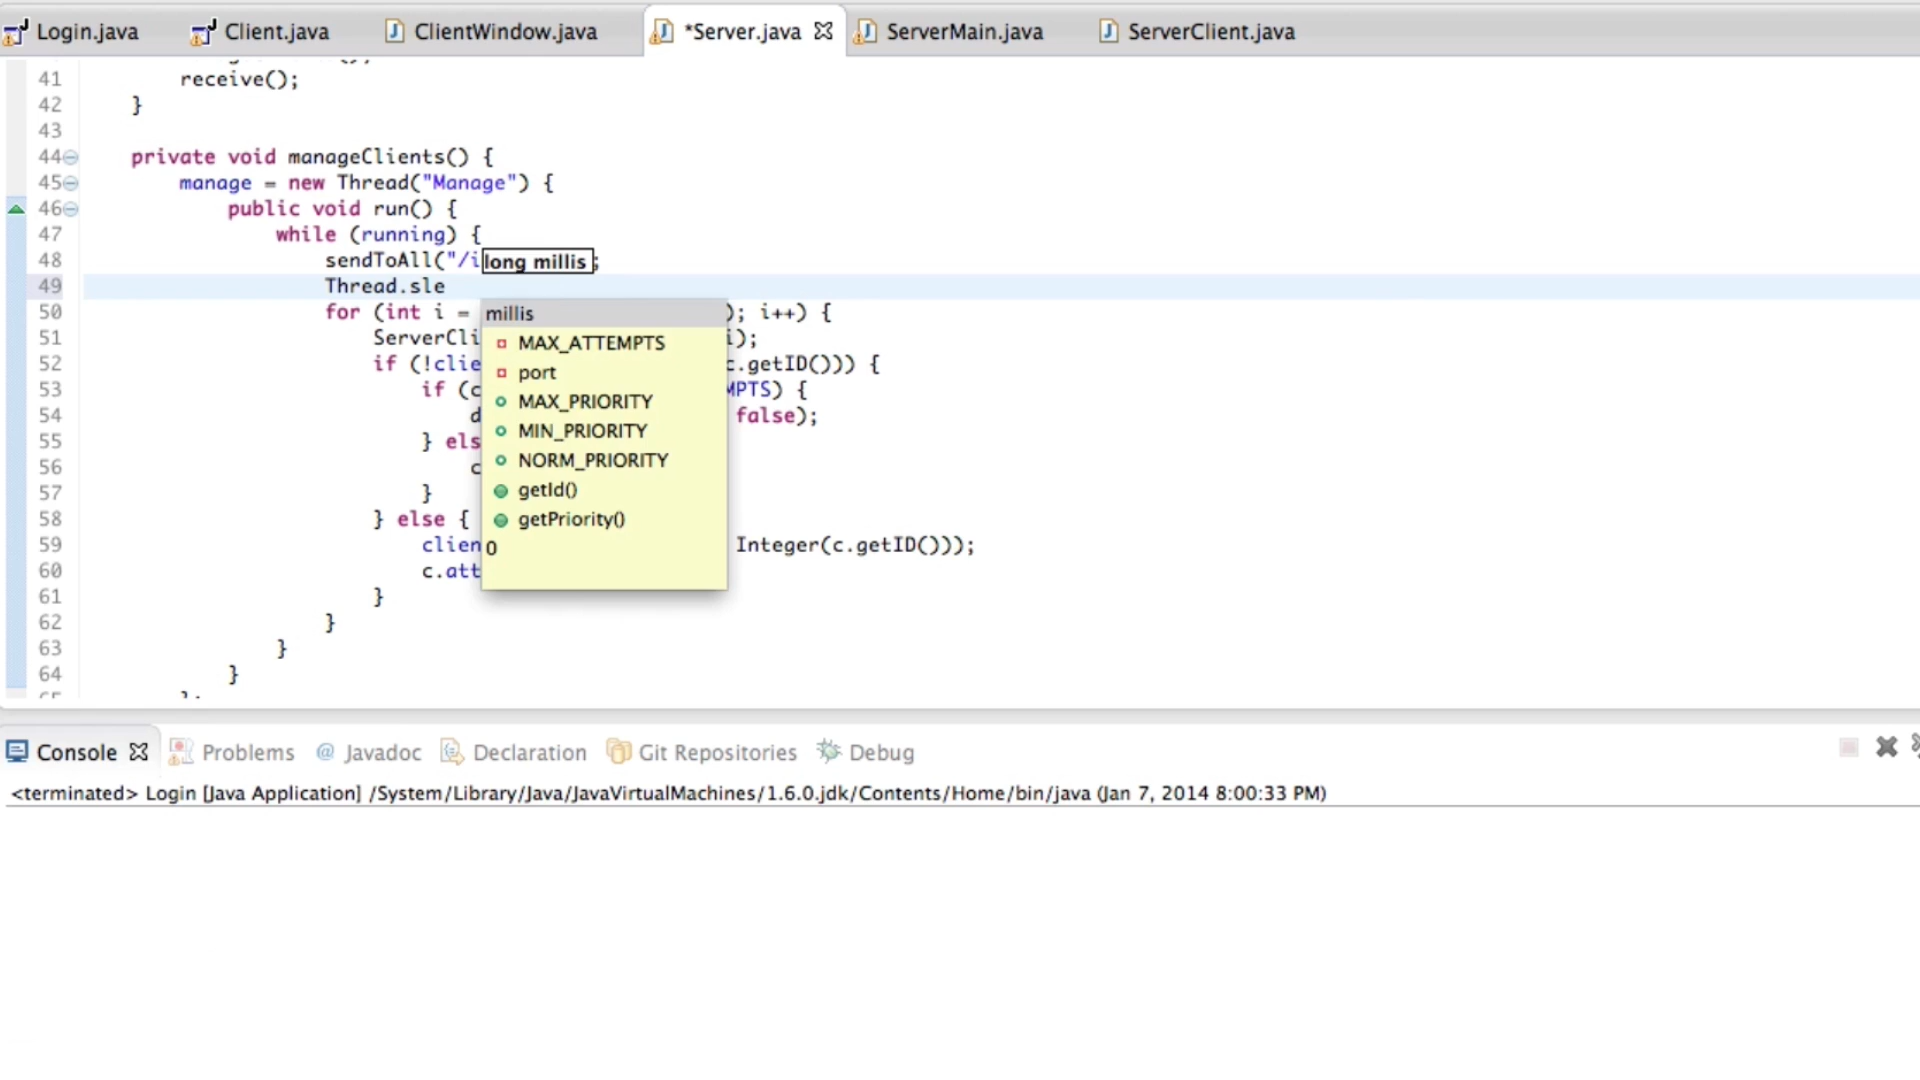 Login.java Client.java ClientWindow.java *Server.java ServerMain.java ServerClient.java
41 receive();
42 }
43
44 private void manageClients() {
45 manage = new Thread("Manage") {
46 public void run() {
47 while (running) {
48 sendToAll("/i long millis ;
49 Thread.sle
50 for (int i = millis ); i++) {
MAX_ATTEMPTS
51 ServerCli i);
52 if (!clie port c.getID())) {
53 if (c MAX_PRIORITY MPTS) {
54 d MIN_PRIORITY false);
55 } els
NORM_PRIORITY
56 c
57 } getId()
58 } else { getPriority()
59 clien 0 Integer(c.getID()));
60 c.att
61 }
62 }
63 }
64 }
Console Problems @ Javadoc Declaration Git Repositories Debug
<terminated> Login [Java Application] /System/Library/Java/JavaVirtualMachines/1.6.0.jdk/Contents/Home/bin/java (Jan 7, 2014 8:00:33 PM)